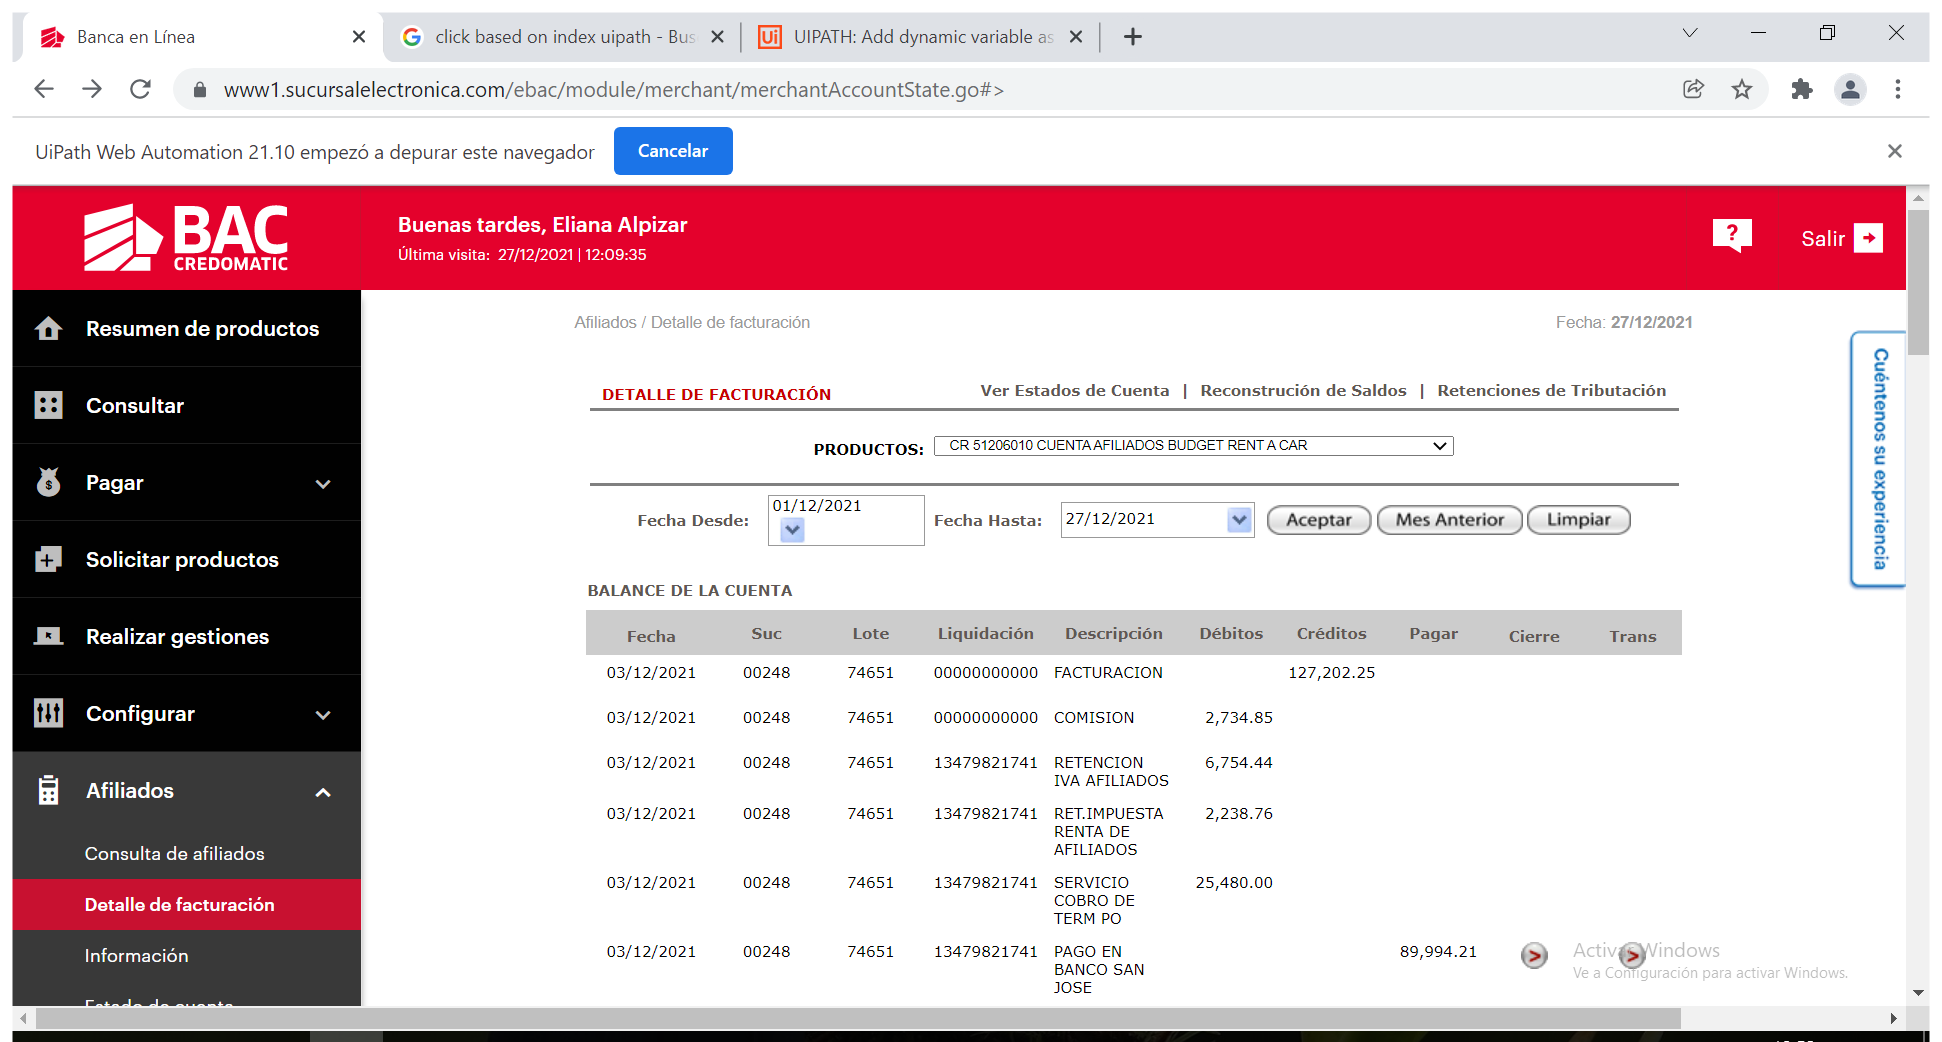 Banca en Línea
click based on index uipath - Bus
Ui UIPATH: Add dynamic variable as
www1.sucursalelectronica.com/ebac/module/merchant/merchantAccountState.go#>
UiPath Web Automation 21.10 empezó a depurar este navegador
Cancelar
BAC
CREDOMATIC
Buenas tardes, Eliana Alpizar
Última visita: 27/12/2021 | 12:09:35
?
Salir
Resumen de productos
Consultar
Pagar
Solicitar productos
Realizar gestiones
Configurar
Afiliados
Consulta de afiliados
Detalle de facturación
Información
Estado de cuenta
Afiliados / Detalle de facturación
Fecha: 27/12/2021
Cuéntenos su experiencia
DETALLE DE FACTURACIÓN
Ver Estados de Cuenta | Reconstrución de Saldos | Retenciones de Tributación
PRODUCTOS: CR 51206010 CUENTA AFILIADOS BUDGET RENT A CAR
Fecha Desde: 01/12/2021 Fecha Hasta: 27/12/2021 Aceptar Mes Anterior Limpiar
BALANCE DE LA CUENTA
Fecha Suc Lote Liquidación Descripción Débitos Créditos Pagar Cierre Trans
03/12/2021 00248 74651 00000000000 FACTURACION 127,202.25
03/12/2021 00248 74651 00000000000 COMISION 2,734.85
03/12/2021 00248 74651 13479821741 RETENCION 6,754.44
IVA AFILIADOS
03/12/2021 00248 74651 13479821741 RET.IMPUESTA 2,238.76
RENTA DE
AFILIADOS
03/12/2021 00248 74651 13479821741 SERVICIO 25,480.00
COBRO DE
TERM PO
03/12/2021 00248 74651 13479821741 PAGO EN 89,994.21
BANCO SAN
JOSE
Activar Windows
Ve a Configuración para activar Windows.